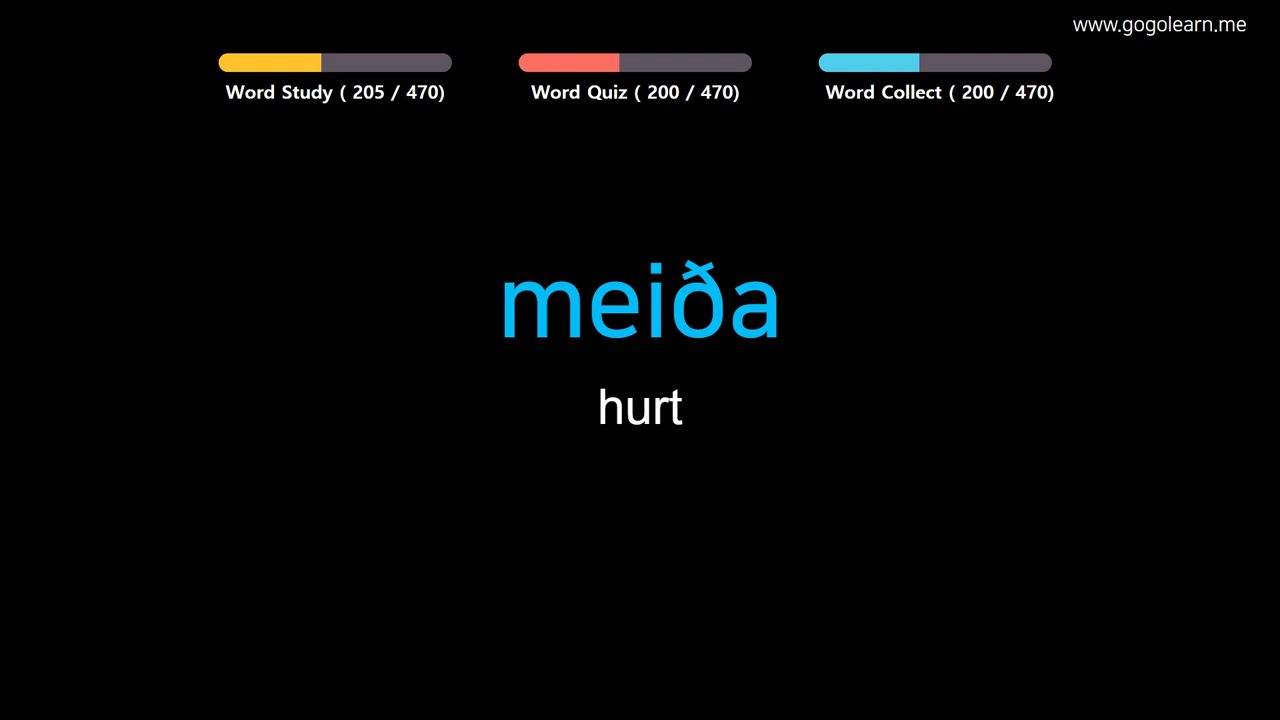 www.gogolearn.me
Word Study ( 205 / 470)
Word Quiz ( 200 / 470)
Word Collect ( 200 / 470)
meiða
hurt